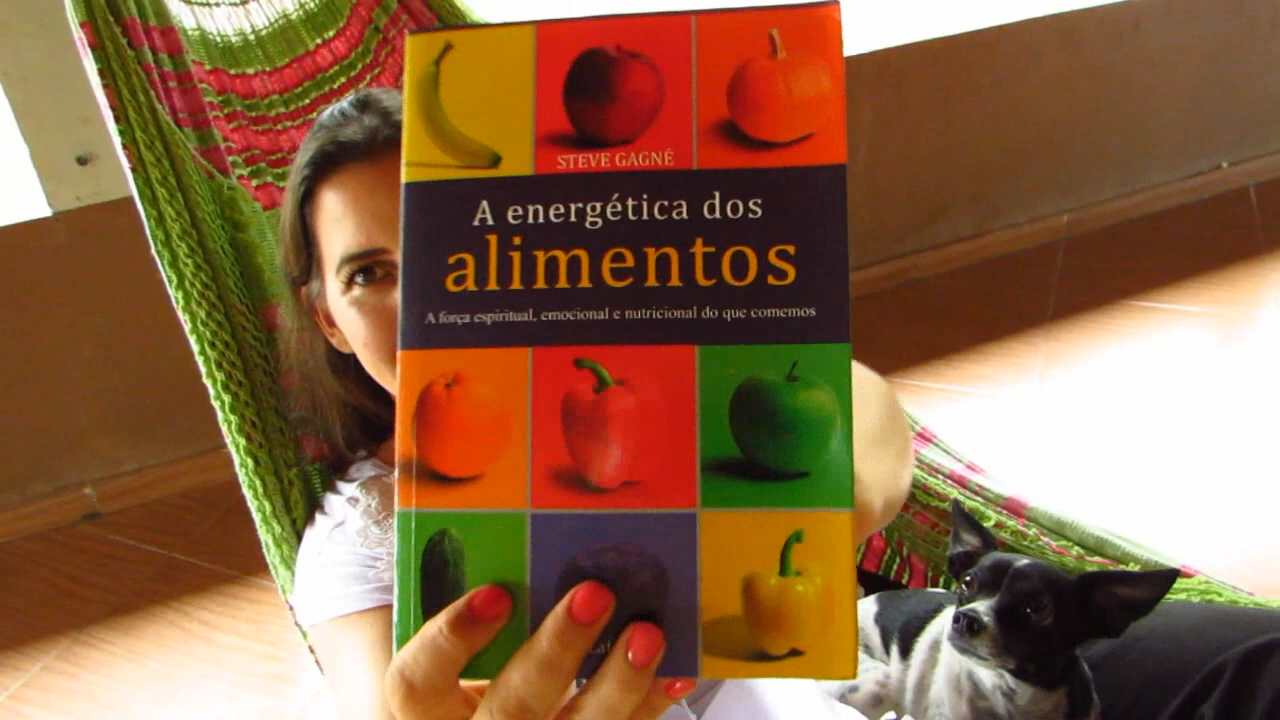 STEVE GAGNÉ
A energética dos
alimentos
A força espiritual, emocional e nutricional do que comemos